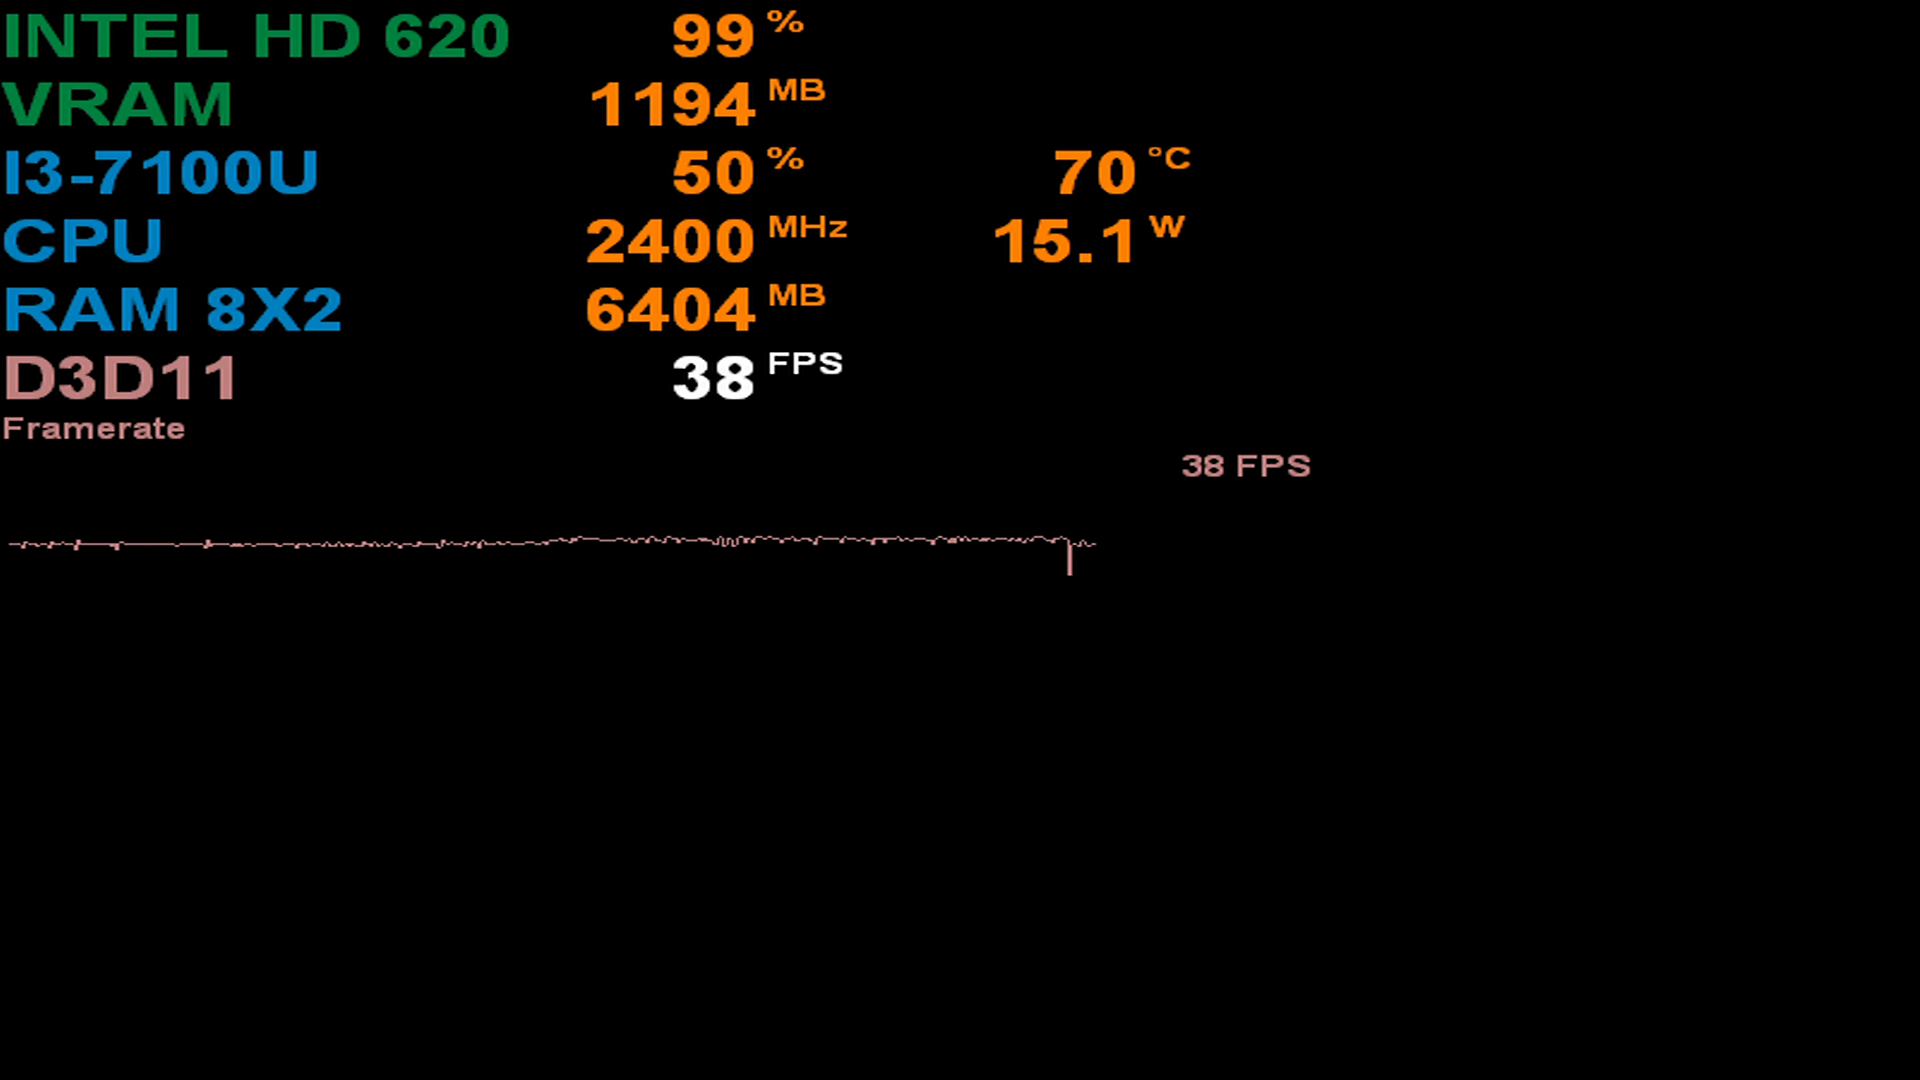 INTEL HD 620 99 %
VRAM 1194 MB
I3-7100U 50 % 70 °C
CPU 2400 MHz 15.1 W
RAM 8X2 6404 MB
D3D11 38 FPS
Framerate
38 FPS